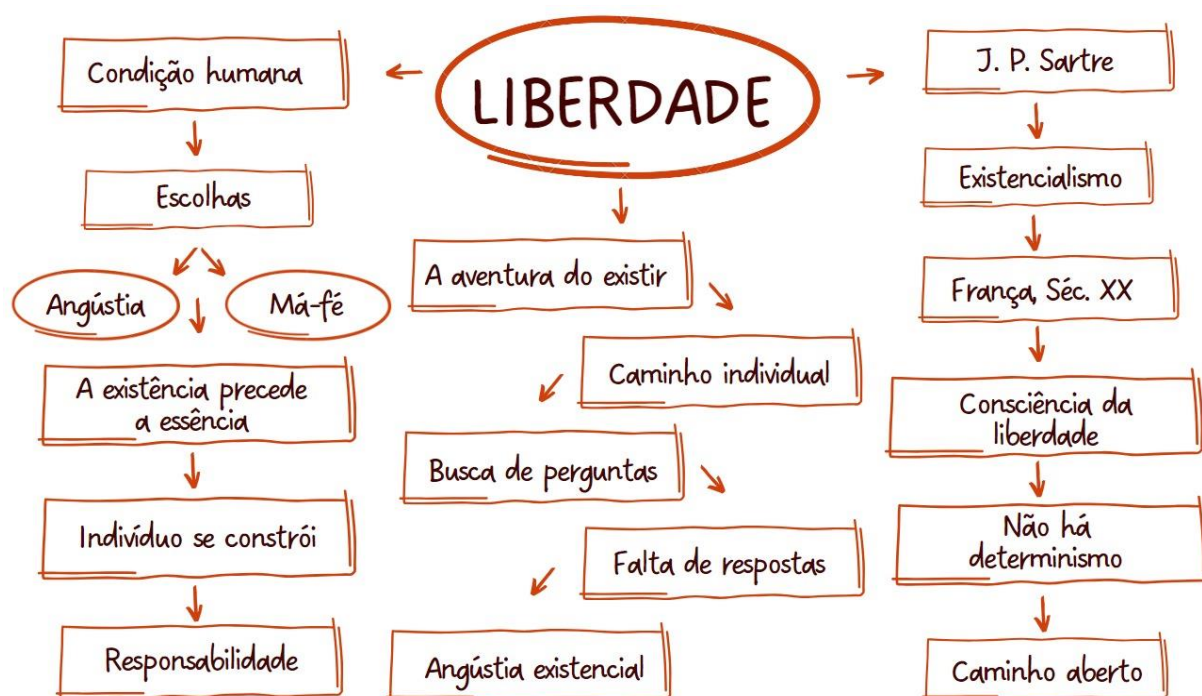 LIBERDADE
Condição humana
Escolhas
Angústia
Má-fé
A existência precede
a essência
Indivíduo se constrói
Responsabilidade
A aventura do existir
Caminho individual
Busca de perguntas
Falta de respostas
Angústia existencial
J. P. Sartre
Existencialismo
França, Séc. XX
Consciência da
liberdade
Não há
determinismo
Caminho aberto